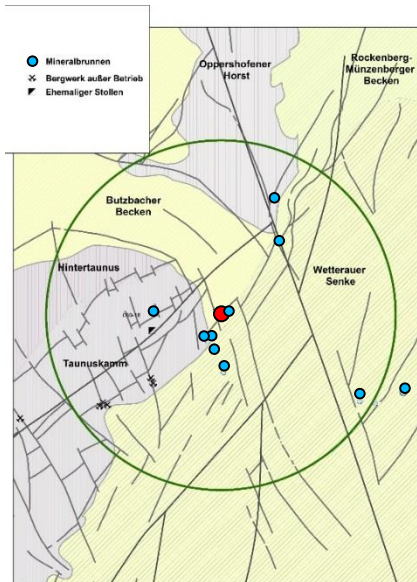 Mineralbrunnen
Bergwerk außer Betrieb
Ehemaliger Stollen
Oppershofener
Horst
Rockenberg-
Münzenberger
Becken
Butzbacher
Becken
Hintertaunus
Wetterauer
Senke
Taunuskamm